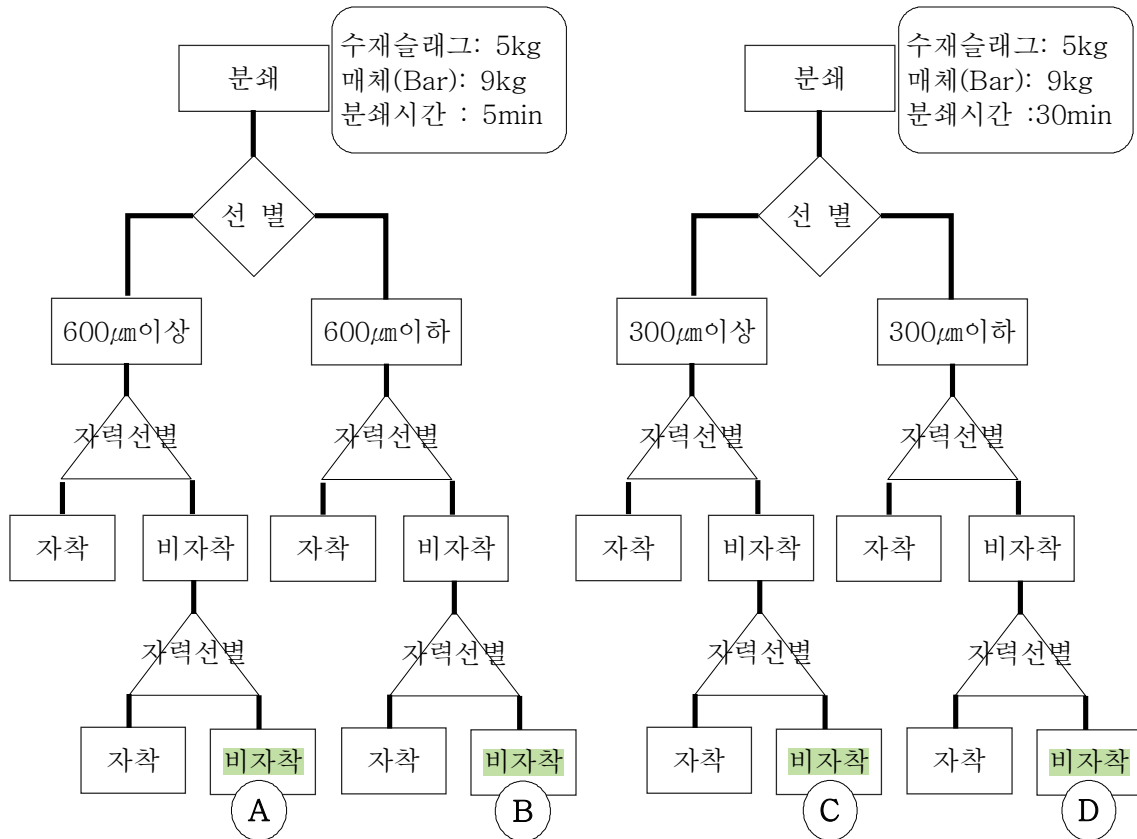 분쇄
수재슬래그: 5kg
매체(Bar): 9kg
분쇄시간 : 5min
분쇄
수재슬래그: 5kg
매체(Bar): 9kg
분쇄시간 :30min
선 별
선 별
600㎛이상
600㎛이하
300㎛이상
300㎛이하
자력선별
자력선별
자력선별
자력선별
자착
비자착
자착
비자착
자착
비자착
자착
비자착
자력선별
자력선별
자력선별
자력선별
자착
비자착
자착
비자착
자착
비자착
자착
비자착
A
B
C
D